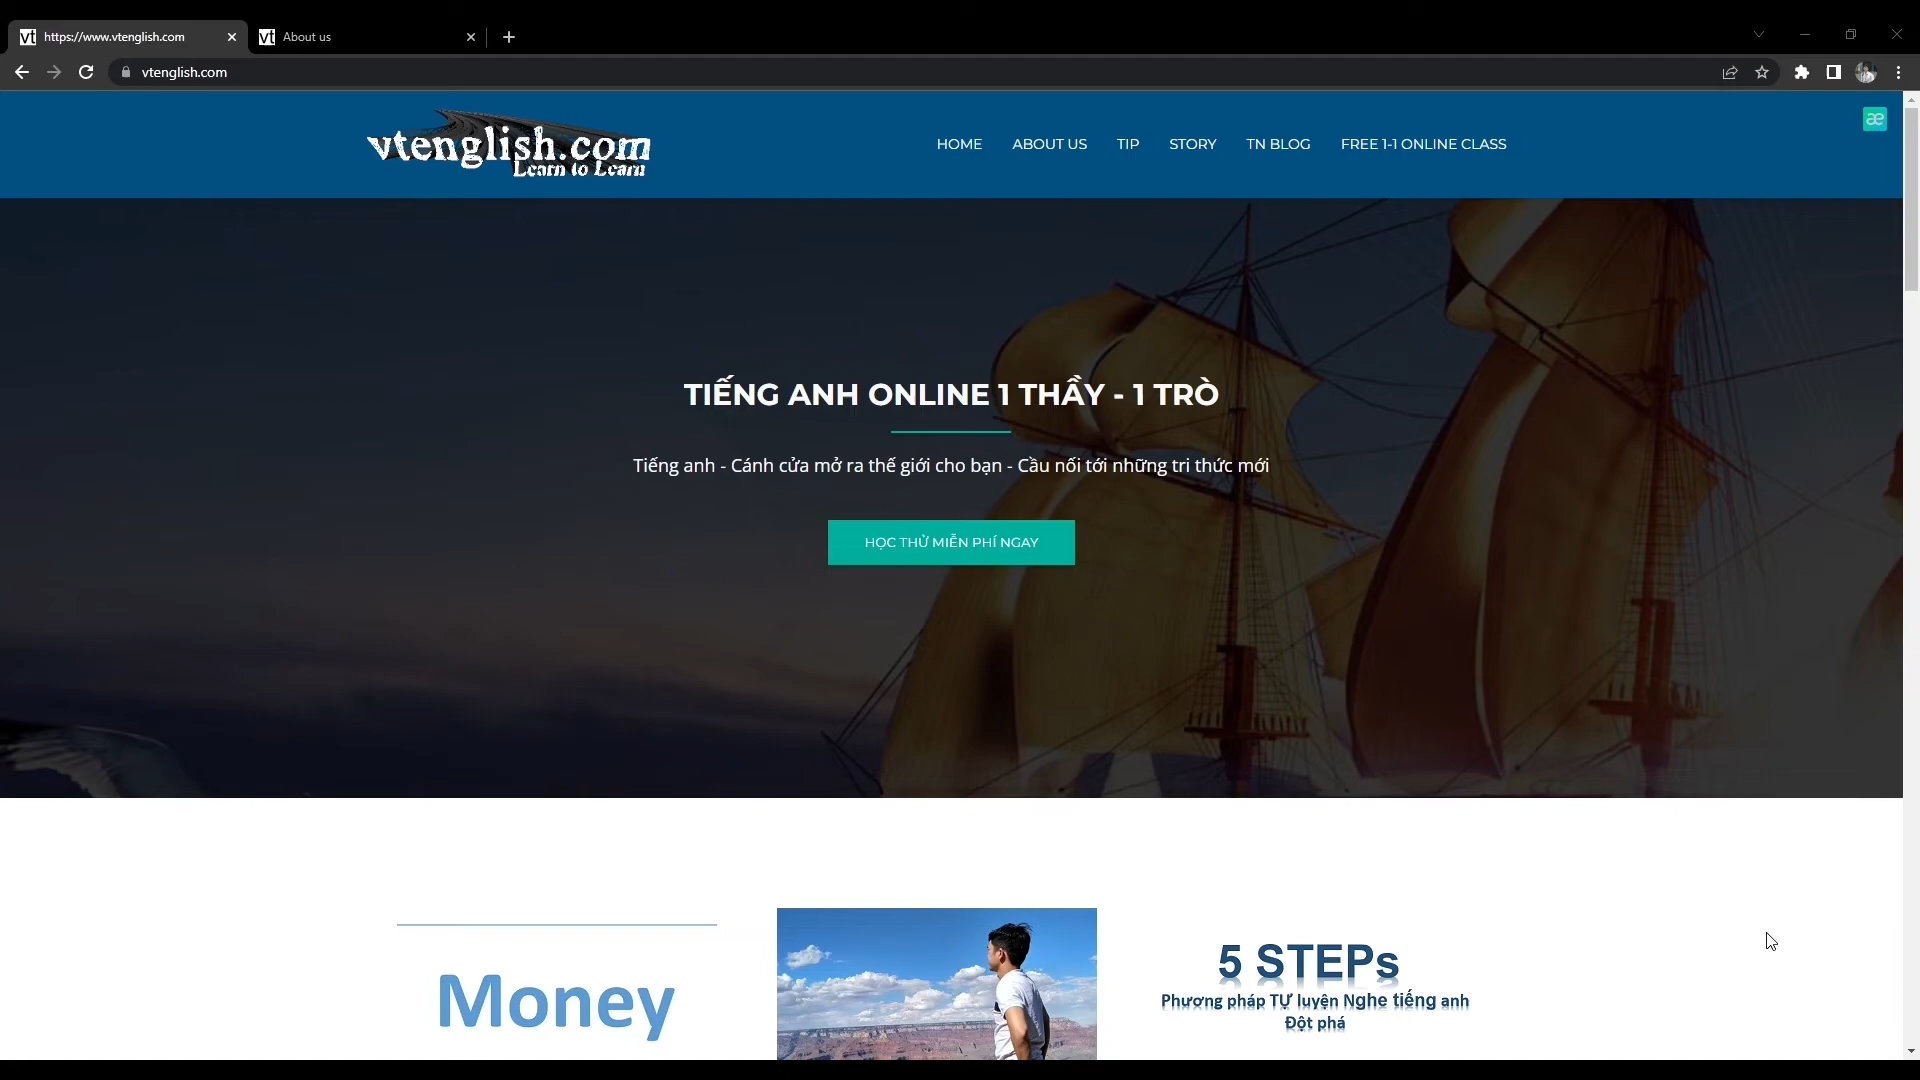 https://www.vtenglish.com
About us
vtenglish.com
vtenglish.com
Learn to Learn
HOME
ABOUT US
TIP
STORY
TN BLOG
FREE 1-1 ONLINE CLASS
æ
TIẾNG ANH ONLINE 1 THẦY - 1 TRÒ
Tiếng anh - Cánh cửa mở ra thế giới cho bạn - Cầu nối tới những tri thức mới
HỌC THỬ MIỄN PHÍ NGAY
Money
5 STEPs
Phương pháp TỰ luyện Nghe tiếng anh
Đột phá